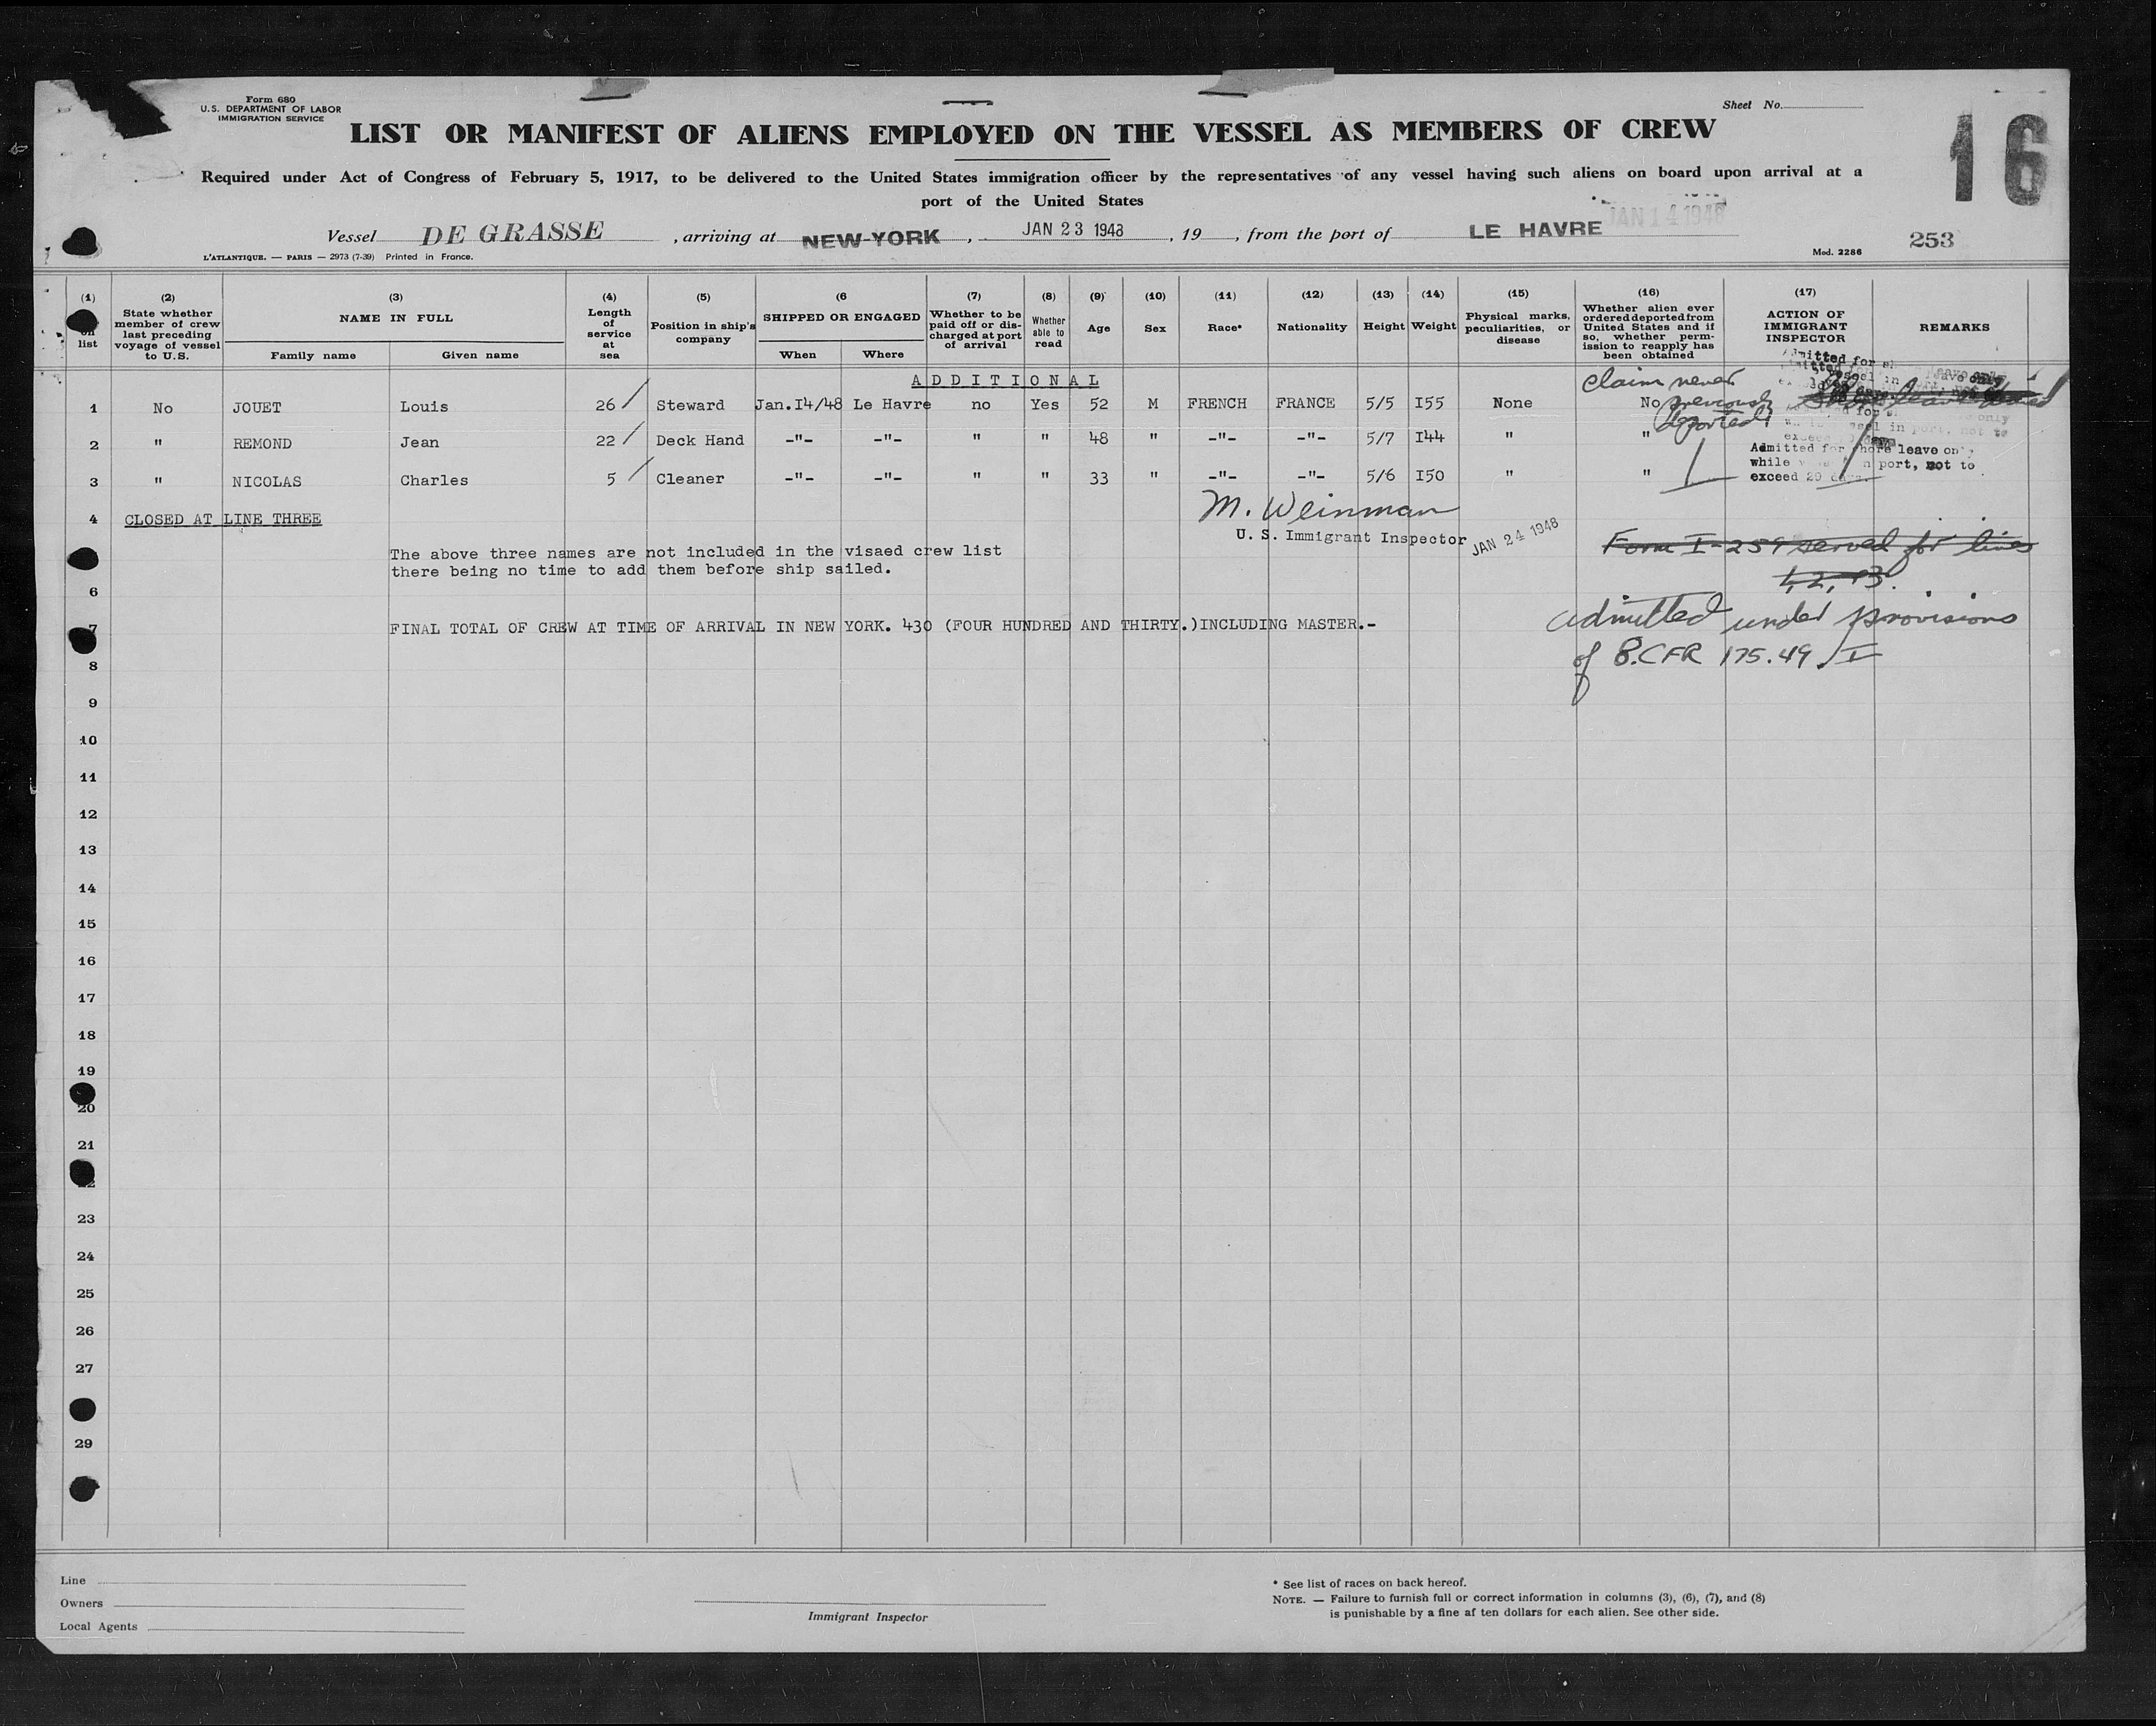 Form 680
U.S. DEPARTMENT OF LABOR
IMMIGRATION SERVICE
Sheet No.
LIST OR MANIFEST OF ALIENS EMPLOYED ON THE VESSEL AS MEMBERS OF CREW
16
Required under Act of Congress of February 5, 1917, to be delivered to the United States immigration officer by the representatives of any vessel having such aliens on board upon arrival at a
port of the United States
JAN 14 1948
Vessel DE GRASSE, arriving at NEW-YORK, JAN 23 1948, 19, from the port of LE HAVRE
253
L'ATLANTIQUE. — PARIS — 2973 (7-39) Printed in France.
Mod. 2286
(1) (2) (3) (4) (5) (6 (7) (8) (9) (10) (11) (12) (13) (14) (15) (16) (17)
on list
State whether member of crew last preceding voyage of vessel to U.S.
NAME IN FULL
Family name Given name
Length of service at sea
Position in ship's company
SHIPPED OR ENGAGED
When Where
Whether to be paid off or discharged at port of arrival
Whether able to read
Age
Sex
Race*
Nationality
Height
Weight
Physical marks, peculiarities, or disease
Whether alien ever ordered deported from United States and if so, whether permission to reapply has been obtained
ACTION OF IMMIGRANT INSPECTOR
REMARKS
ADDITIONAL
claim never
previously
deported
1 No JOUET Louis 26 Steward Jan.I4/48 Le Havre no Yes 52 M FRENCH FRANCE 5/5 I55 None No
2 " REMOND Jean 22 Deck Hand -"- -"- " " 48 " -"- -"- 5/7 I44 " "
3 " NICOLAS Charles 5 Cleaner -"- -"- " " 33 " -"- -"- 5/6 I50 " "
Admitted for shore leave only
while in port, not to
exceed 29 days
4 CLOSED AT LINE THREE
M. Weinman
U.S. Immigrant Inspector
JAN 24 1948
Form I-259 served for lines
1, 2, +3.
The above three names are not included in the visaed crew list
there being no time to add them before ship sailed.
6
7 FINAL TOTAL OF CREW AT TIME OF ARRIVAL IN NEW YORK. 430 (FOUR HUNDRED AND THIRTY.)INCLUDING MASTER.-
admitted under provisions
of 8.CFR 175.49
8
9
10
11
12
13
14
15
16
17
18
19
20
21
23
24
25
26
27
29
Line
Owners
Local Agents
Immigrant Inspector
* See list of races on back hereof.
NOTE. — Failure to furnish full or correct information in columns (3), (6), (7), and (8)
is punishable by a fine af ten dollars for each alien. See other side.